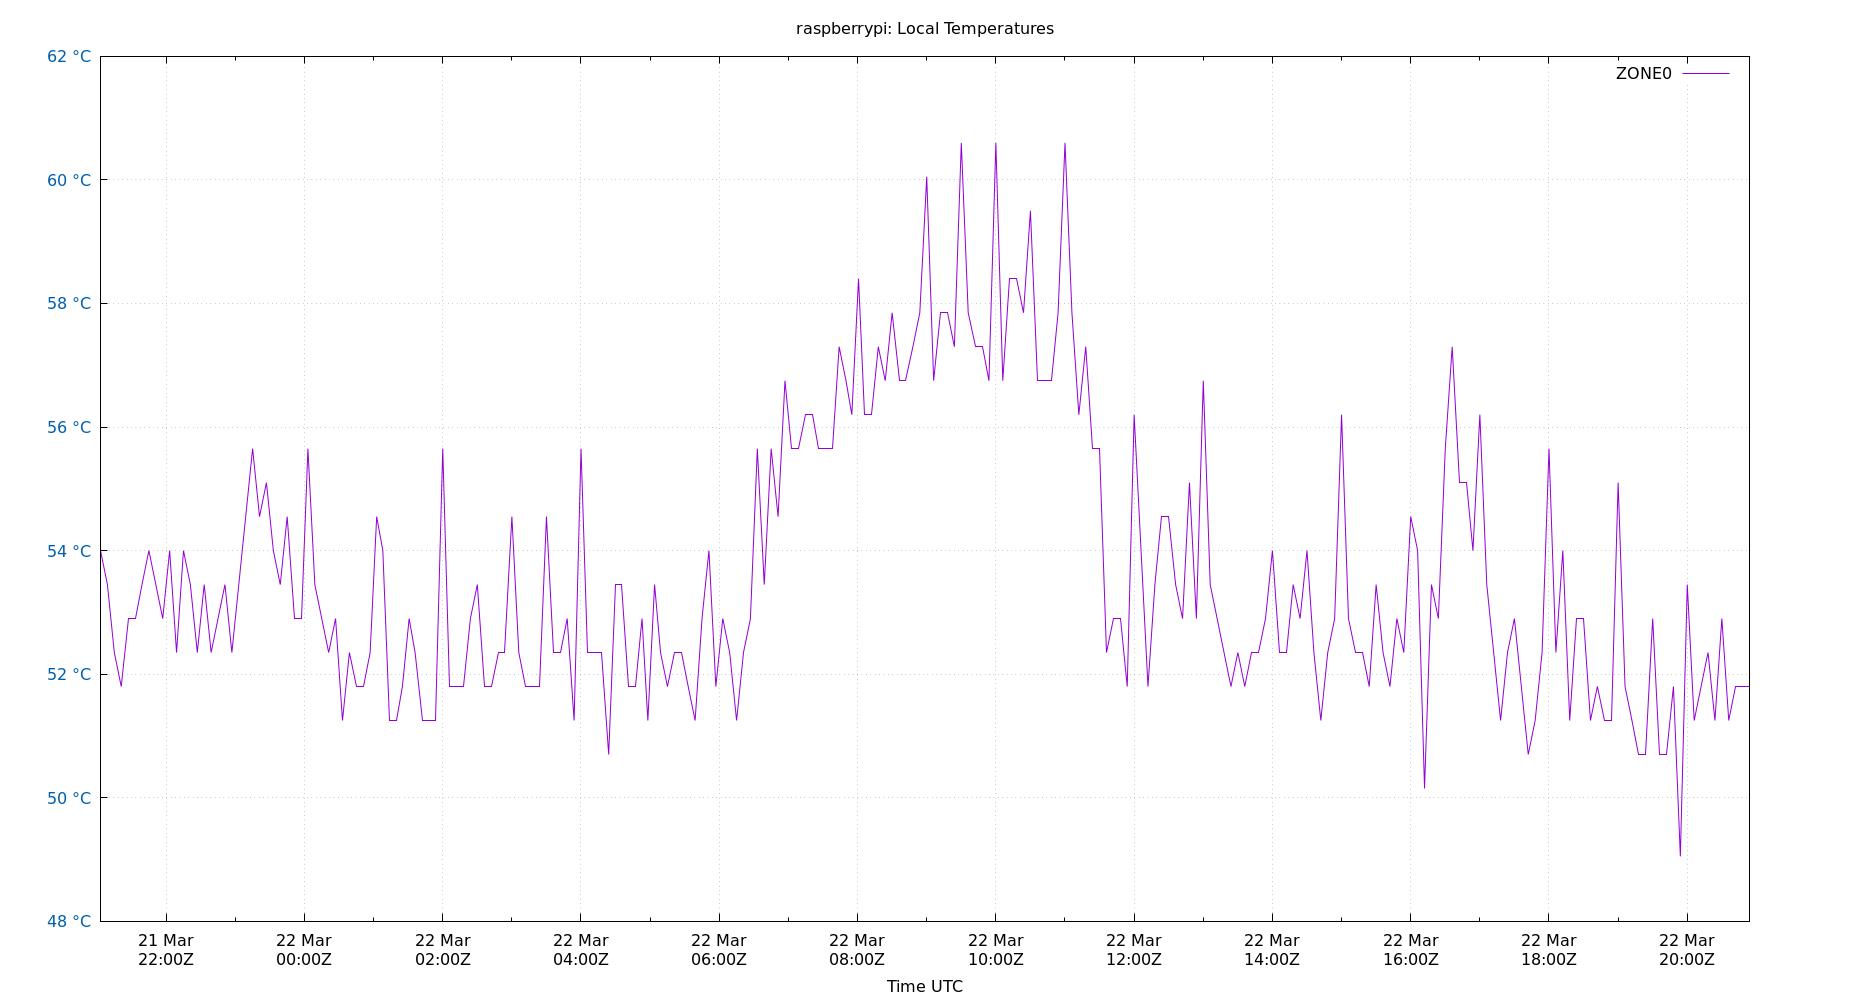 raspberrypi: Local Temperatures
ZONE0
62 °C
60 °C
58 °C
56 °C
54 °C
52 °C
50 °C
48 °C
21 Mar 22 Mar 22 Mar 22 Mar 22 Mar 22 Mar 22 Mar 22 Mar 22 Mar 22 Mar 22 Mar 22 Mar
22:00Z 00:00Z 02:00Z 04:00Z 06:00Z 08:00Z 10:00Z 12:00Z 14:00Z 16:00Z 18:00Z 20:00Z
Time UTC